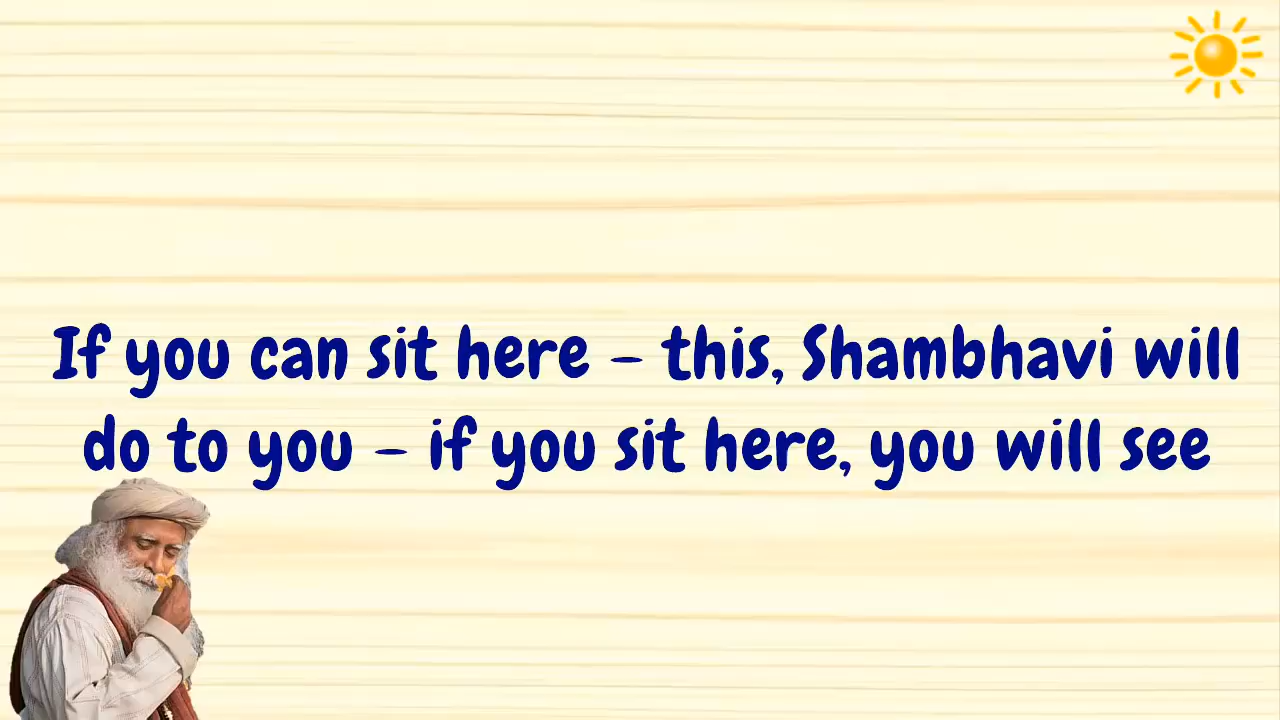 If you can sit here – this, Shambhavi will
do to you – if you sit here, you will see